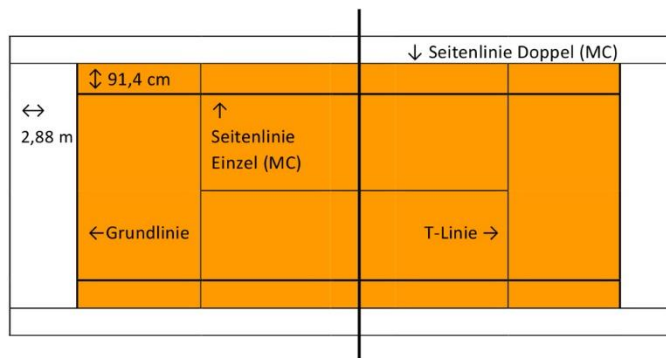 ↓ Seitenlinie Doppel (MC)
↕ 91,4 cm
↔
2,88 m
↑
Seitenlinie
Einzel (MC)
←Grundlinie
T-Linie →